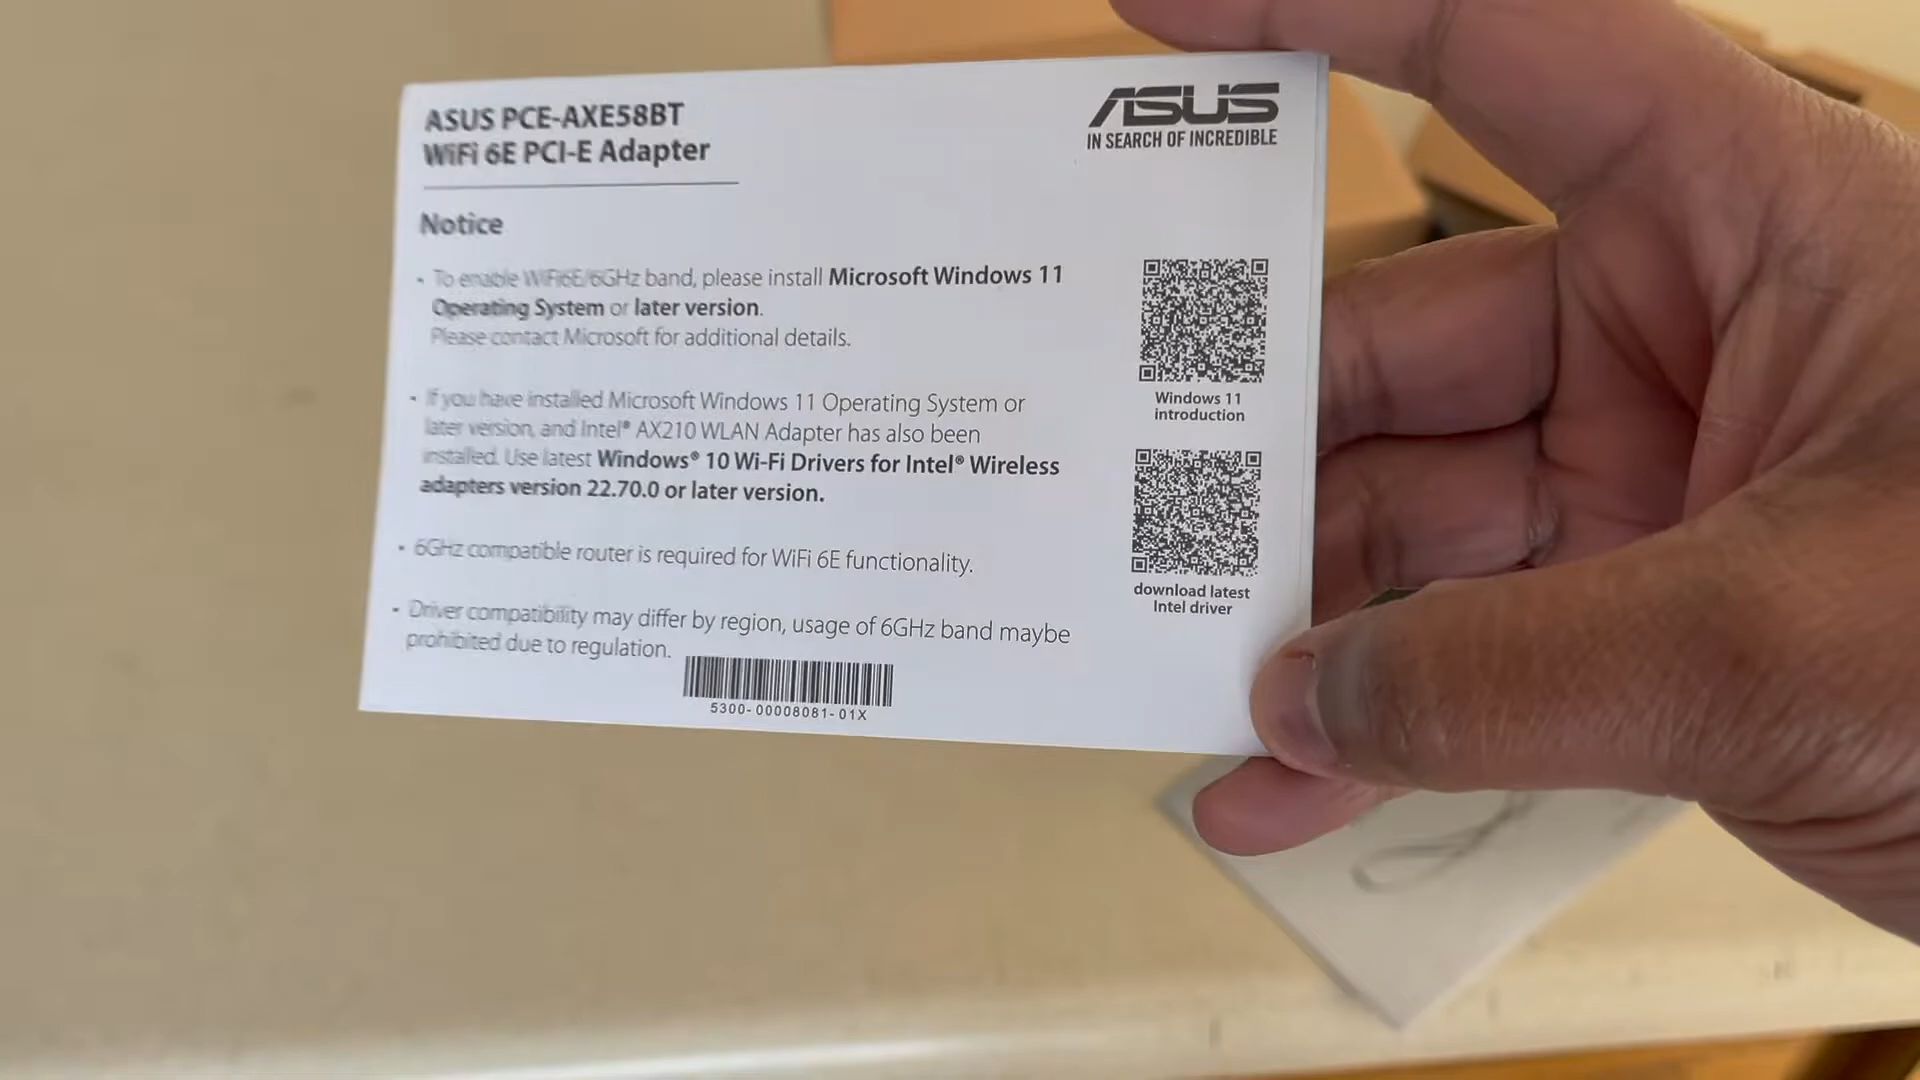 ASUS PCE-AXE58BT
WiFi 6E PCI-E Adapter
ASUS
IN SEARCH OF INCREDIBLE
Notice
• To enable WiFi6E/6GHz band, please install Microsoft Windows 11
Operating System or later version.
Please contact Microsoft for additional details.
• If you have installed Microsoft Windows 11 Operating System or
later version, and Intel® AX210 WLAN Adapter has also been
installed. Use latest Windows® 10 Wi-Fi Drivers for Intel® Wireless
adapters version 22.70.0 or later version.
• 6GHz compatible router is required for WiFi 6E functionality.
• Driver compatibility may differ by region, usage of 6GHz band maybe
prohibited due to regulation.
Windows 11
introduction
download latest
Intel driver
5300-00008081-01X